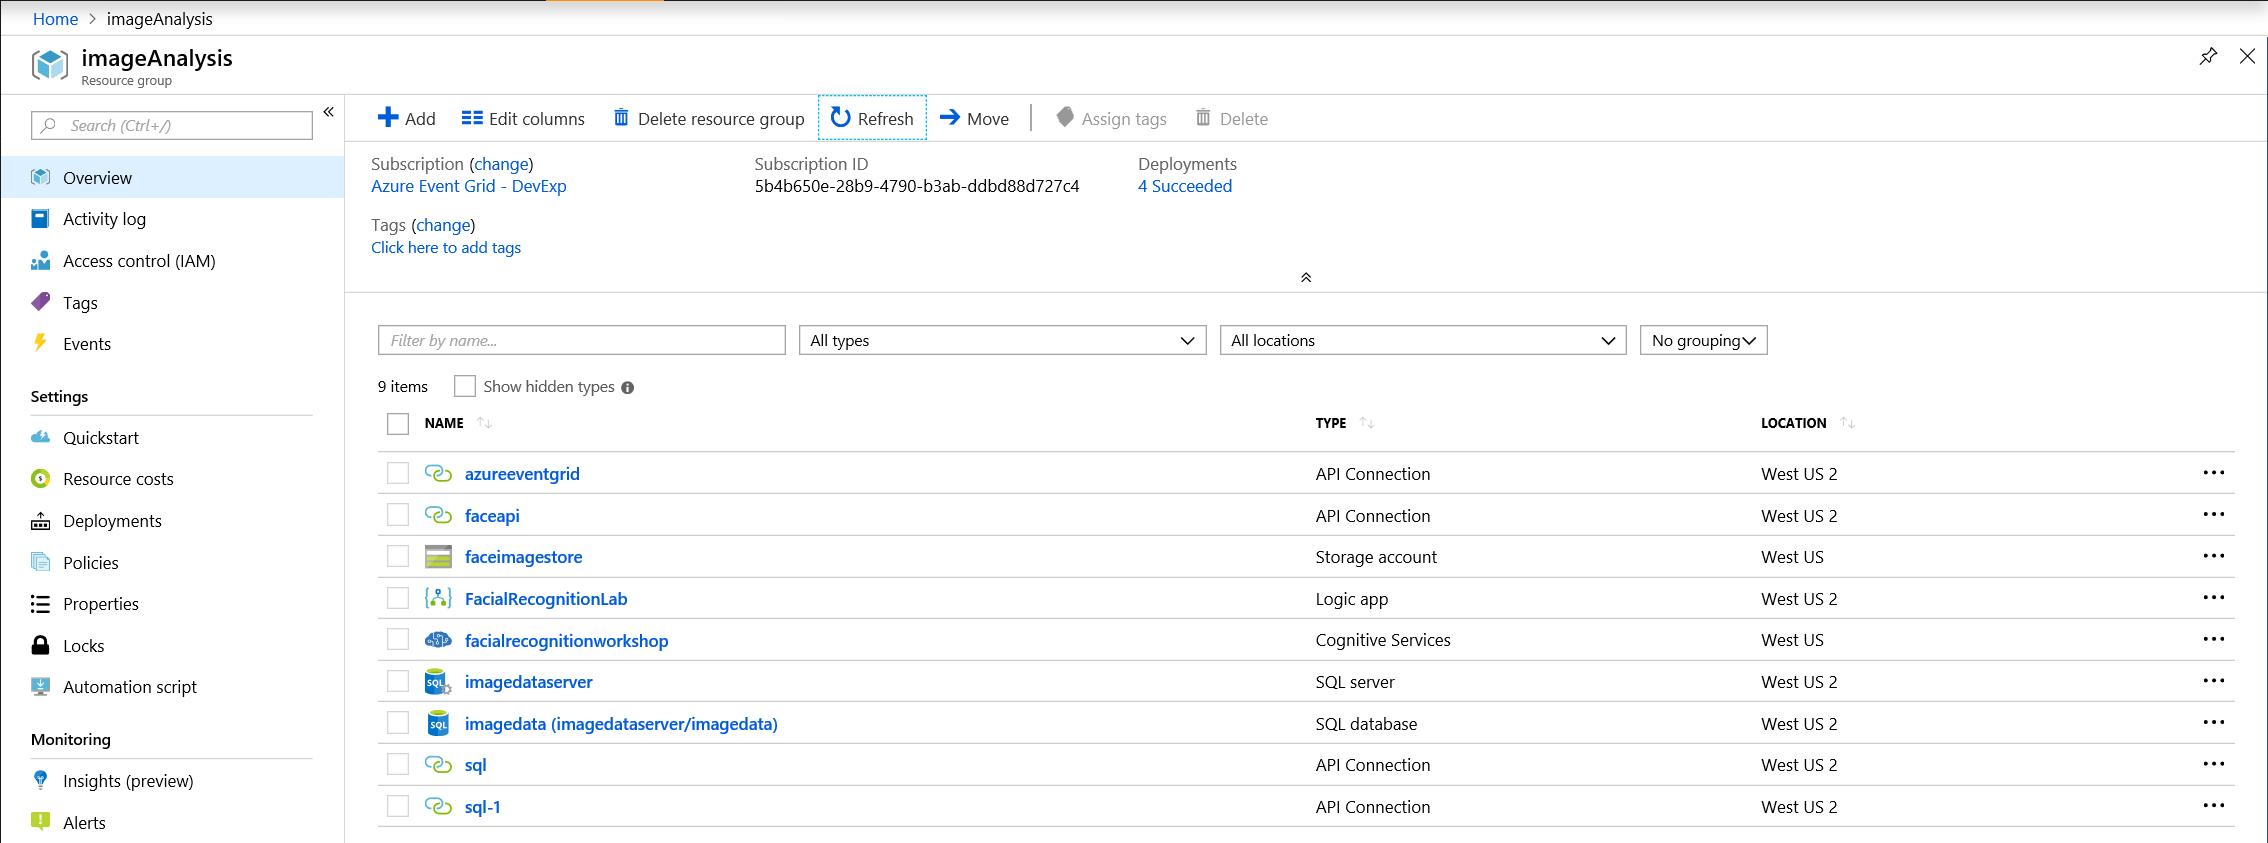 Home > imageAnalysis
imageAnalysis
Resource group
Search (Ctrl+/)
Overview
Activity log
Access control (IAM)
Tags
Events
Settings
Quickstart
Resource costs
Deployments
Policies
Properties
Locks
Automation script
Monitoring
Insights (preview)
Alerts
Add Edit columns Delete resource group Refresh Move Assign tags Delete
Subscription (change) Subscription ID Deployments
Azure Event Grid - DevExp 5b4b650e-28b9-4790-b3ab-ddbd88d727c4 4 Succeeded
Tags (change)
Click here to add tags
Filter by name... All types All locations No grouping
9 items Show hidden types
NAME TYPE LOCATION
azureeventgrid API Connection West US 2
faceapi API Connection West US 2
faceimagestore Storage account West US
FacialRecognitionLab Logic app West US 2
facialrecognitionworkshop Cognitive Services West US
imagedataserver SQL server West US 2
imagedata (imagedataserver/imagedata) SQL database West US 2
sql API Connection West US 2
sql-1 API Connection West US 2